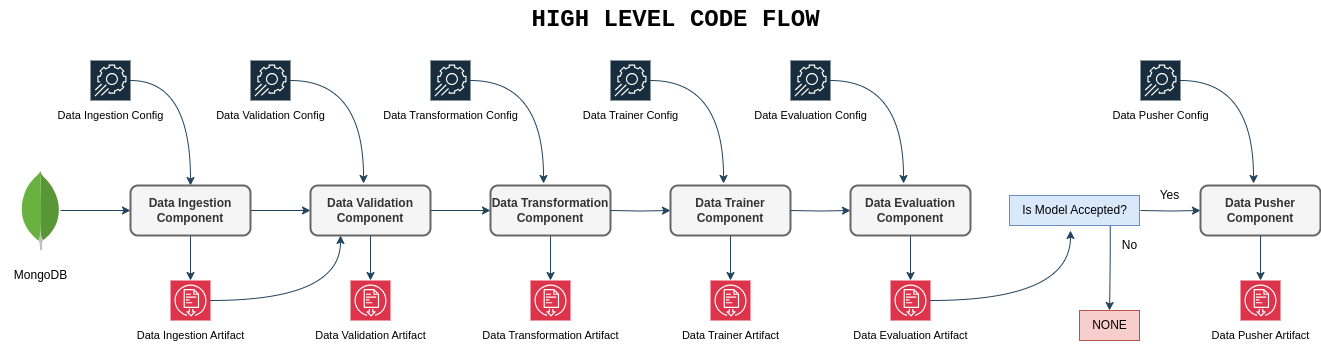 HIGH LEVEL CODE FLOW
Data Ingestion Config
Data Validation Config
Data Transformation Config
Data Trainer Config
Data Evaluation Config
Data Pusher Config
MongoDB
Data Ingestion
Component
Data Validation
Component
Data Transformation
Component
Data Trainer
Component
Data Evaluation
Component
Is Model Accepted?
Yes
No
Data Pusher
Component
NONE
Data Ingestion Artifact
Data Validation Artifact
Data Transformation Artifact
Data Trainer Artifact
Data Evaluation Artifact
Data Pusher Artifact